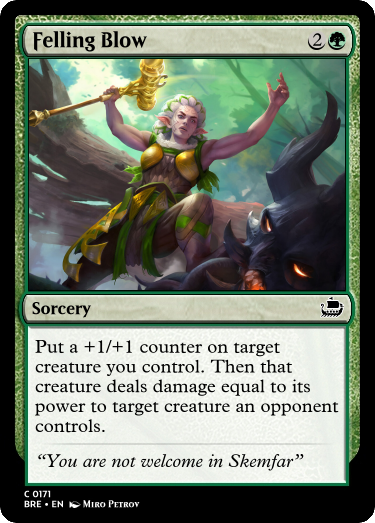 Felling Blow 2
Sorcery
Put a +1/+1 counter on target
creature you control. Then that
creature deals damage equal to its
power to target creature an opponent
controls.
“You are not welcome in Skemfar”
C 0171
BRE • EN Miro Petrov